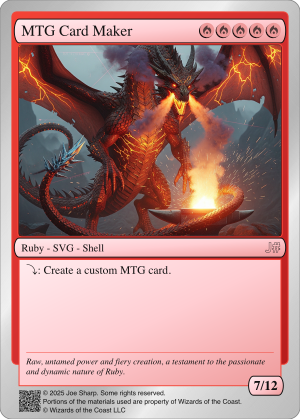 MTG Card Maker
Ruby - SVG - Shell
JS
: Create a custom MTG card.
Raw, untamed power and fiery creation, a testament to the passionate
and dynamic nature of Ruby.
7/12
© 2025 Joe Sharp. Some rights reserved.
Portions of the materials used are property of Wizards of the Coast.
© Wizards of the Coast LLC